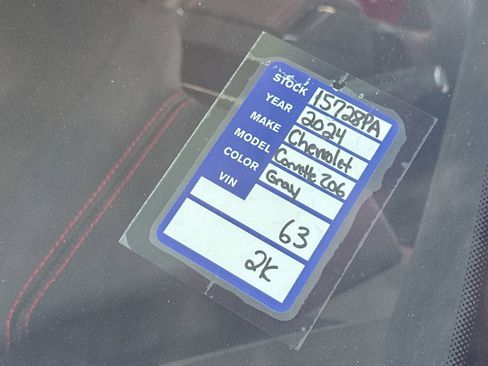 STOCK 15728PA
YEAR 2024
MAKE Chevrolet
MODEL Corvette Z06
COLOR Gray
VIN
63
2K